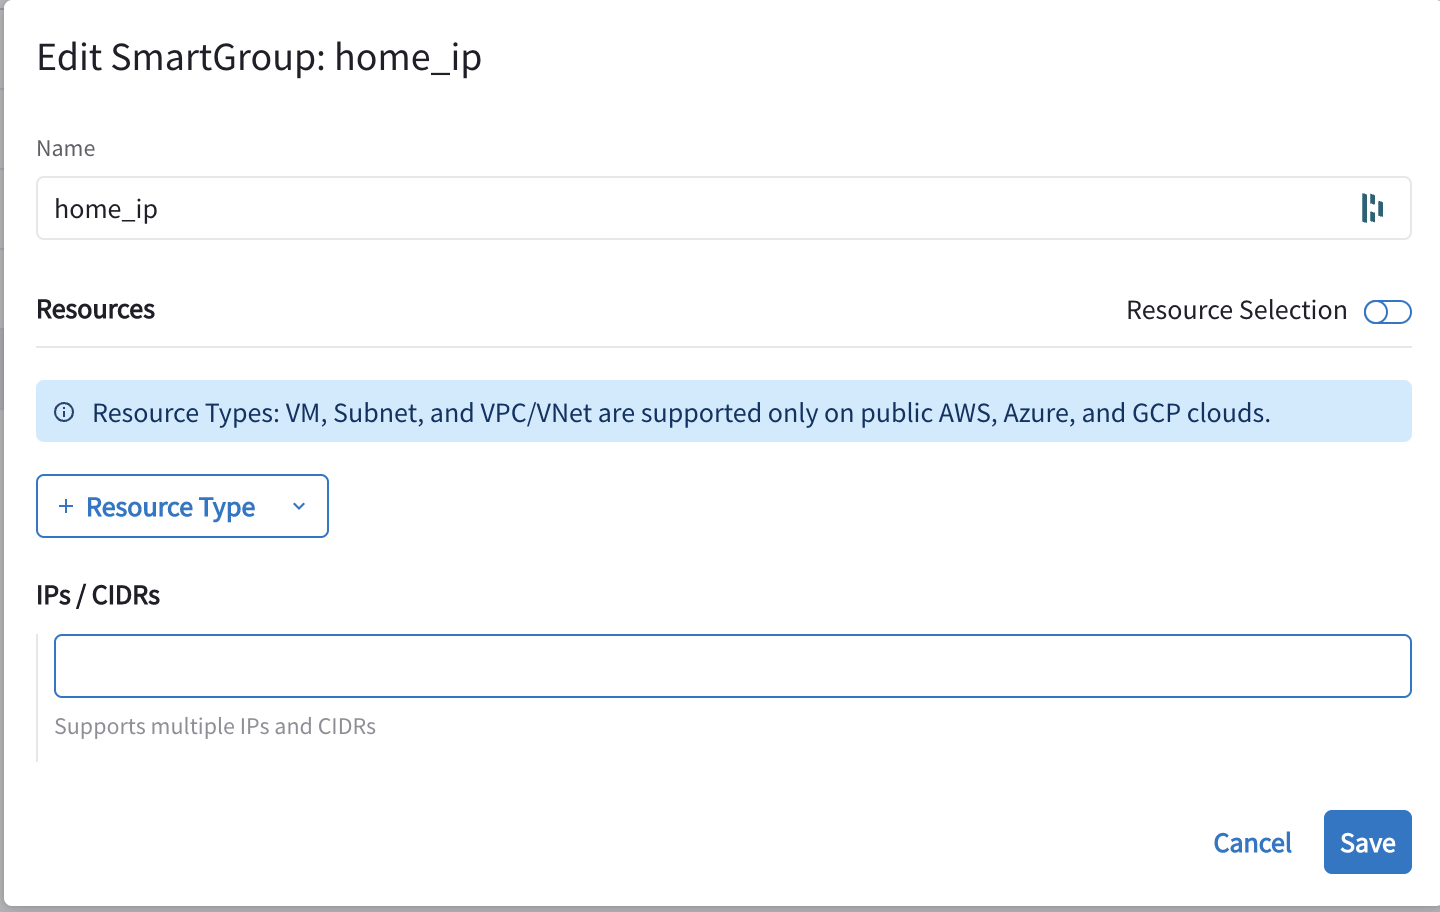 Edit SmartGroup: home_ip
Name
home_ip
Resources
Resource Selection
Resource Types: VM, Subnet, and VPC/VNet are supported only on public AWS, Azure, and GCP clouds.
+ Resource Type
IPs / CIDRs
Supports multiple IPs and CIDRs
Cancel
Save